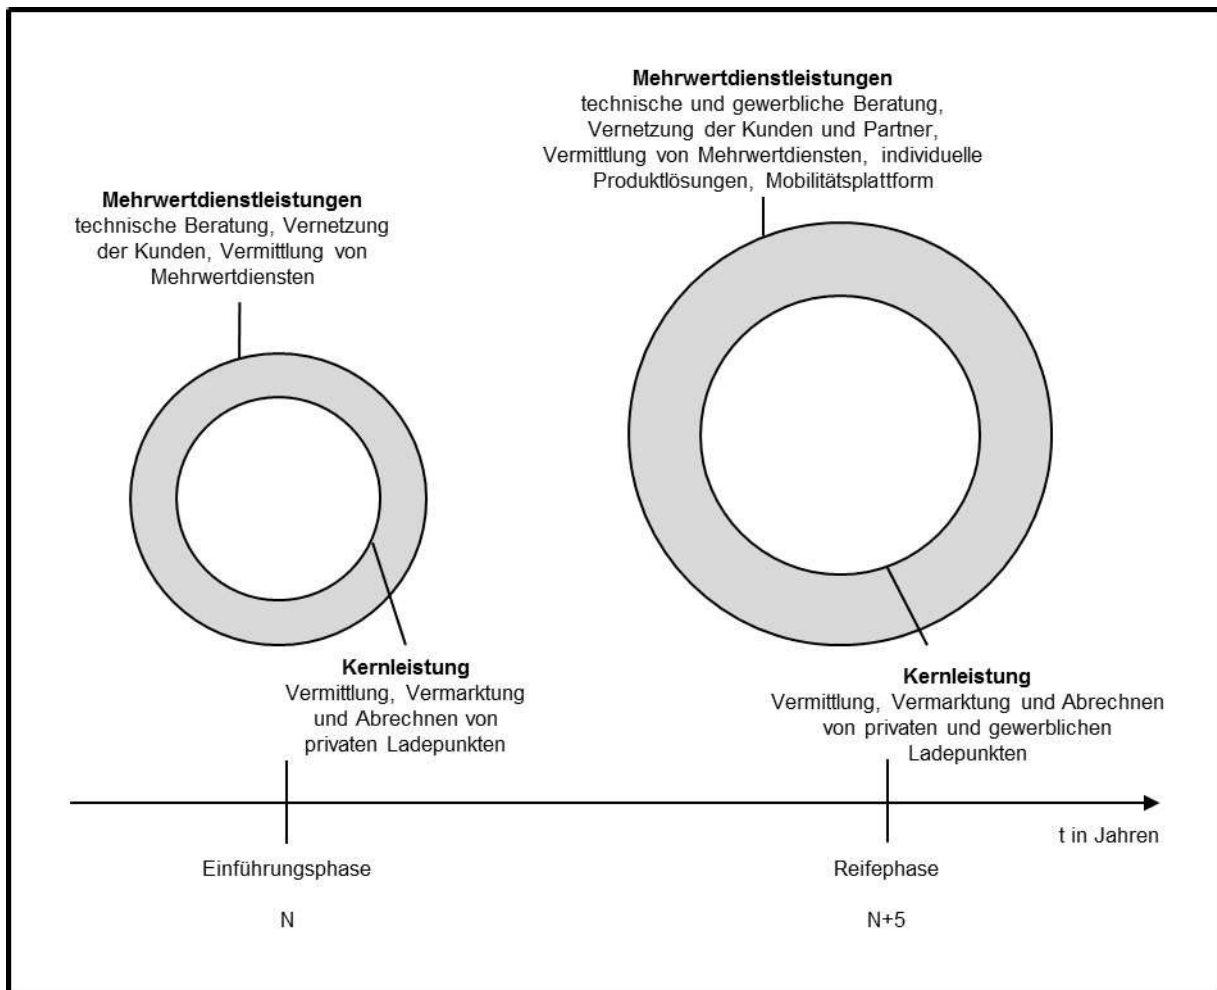 Mehrwertdienstleistungen
technische Beratung, Vernetzung
der Kunden, Vermittlung von
Mehrwertdiensten
Mehrwertdienstleistungen
technische und gewerbliche Beratung,
Vernetzung der Kunden und Partner,
Vermittlung von Mehrwertdiensten, individuelle
Produktlösungen, Mobilitätsplattform
Kernleistung
Vermittlung, Vermarktung
und Abrechnen von
privaten Ladepunkten
Kernleistung
Vermittlung, Vermarktung und Abrechnen
von privaten und gewerblichen
Ladepunkten
t in Jahren
Einführungsphase
Reifephase
N
N+5